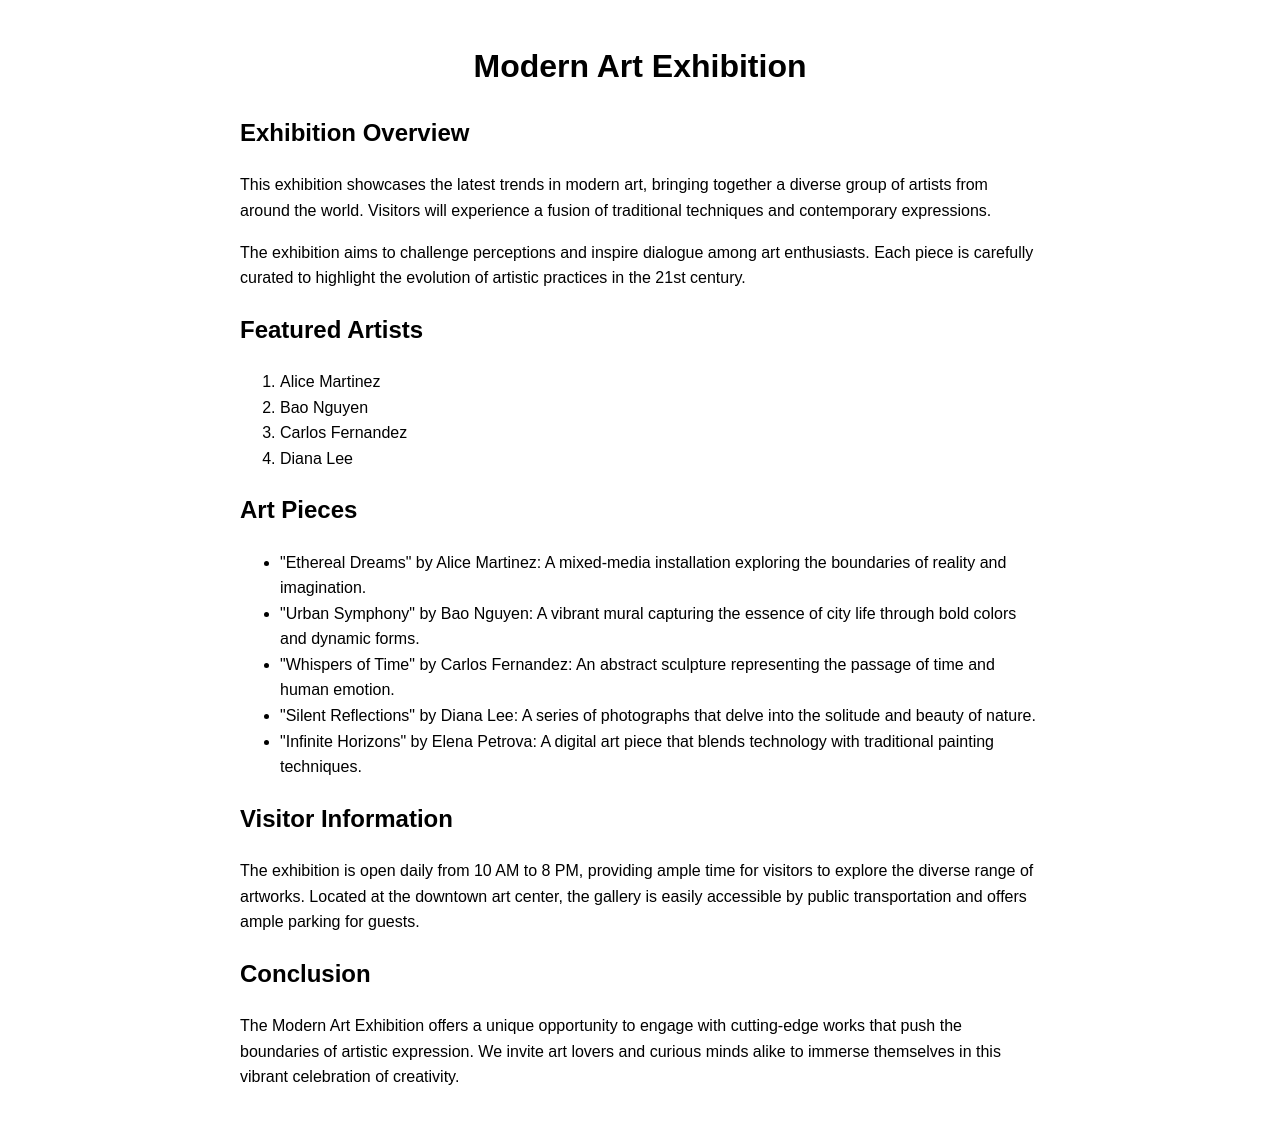 Modern Art Exhibition
Exhibition Overview
This exhibition showcases the latest trends in modern art, bringing together a diverse group of artists from
around the world. Visitors will experience a fusion of traditional techniques and contemporary expressions.
The exhibition aims to challenge perceptions and inspire dialogue among art enthusiasts. Each piece is carefully
curated to highlight the evolution of artistic practices in the 21st century.
Featured Artists
1. Alice Martinez
2. Bao Nguyen
3. Carlos Fernandez
4. Diana Lee
Art Pieces
• "Ethereal Dreams" by Alice Martinez: A mixed-media installation exploring the boundaries of reality and
imagination.
• "Urban Symphony" by Bao Nguyen: A vibrant mural capturing the essence of city life through bold colors
and dynamic forms.
• "Whispers of Time" by Carlos Fernandez: An abstract sculpture representing the passage of time and
human emotion.
• "Silent Reflections" by Diana Lee: A series of photographs that delve into the solitude and beauty of nature.
• "Infinite Horizons" by Elena Petrova: A digital art piece that blends technology with traditional painting
techniques.
Visitor Information
The exhibition is open daily from 10 AM to 8 PM, providing ample time for visitors to explore the diverse range of
artworks. Located at the downtown art center, the gallery is easily accessible by public transportation and offers
ample parking for guests.
Conclusion
The Modern Art Exhibition offers a unique opportunity to engage with cutting-edge works that push the
boundaries of artistic expression. We invite art lovers and curious minds alike to immerse themselves in this
vibrant celebration of creativity.